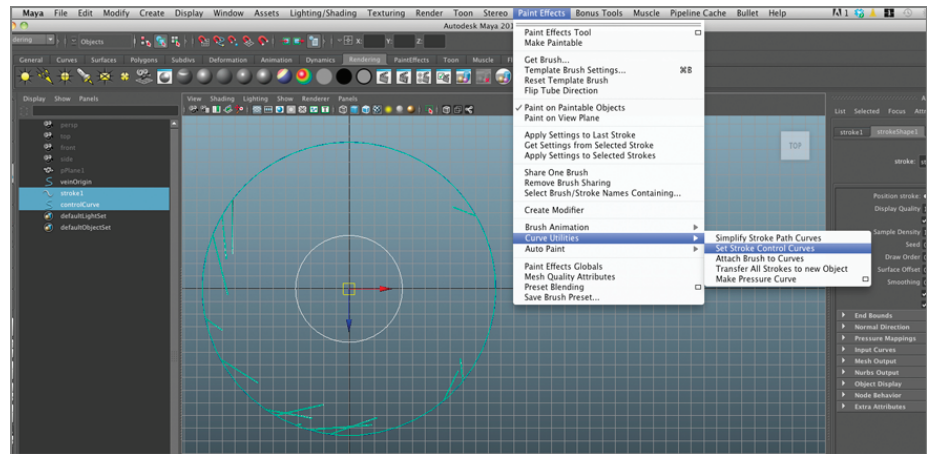 Maya File Edit Modify Create Display Window Assets Lighting/Shading Texturing Render Toon Stereo Paint Effects Bonus Tools Muscle Pipeline Cache Bullet Help
Autodesk Maya 201
dering
Objects
X:
Y:
Z:
General Curves Surfaces Polygons Subdivs Deformation Animation Dynamics Rendering PaintEffects Toon Muscle
Display Show Panels
View Shading Lighting Show Renderer Panels
persp
top
front
side
pPlane1
veinOrigin
stroke1
controlCurve
defaultLightSet
defaultObjectSet
TOP
Paint Effects Tool
Make Paintable
Get Brush...
Template Brush Settings... ⌘8
Reset Template Brush
Flip Tube Direction
✓ Paint on Paintable Objects
Paint on View Plane
Apply Settings to Last Stroke
Get Settings from Selected Stroke
Apply Settings to Selected Strokes
Share One Brush
Remove Brush Sharing
Select Brush/Stroke Names Containing...
Create Modifier
Brush Animation
Curve Utilities
Auto Paint
Paint Effects Globals
Mesh Quality Attributes
Preset Blending
Save Brush Preset...
Simplify Stroke Path Curves
Set Stroke Control Curves
Attach Brush to Curves
Transfer All Strokes to new Object
Make Pressure Curve
List Selected Focus Attr
stroke1 strokeShape1
stroke:
Position stroke:
Display Quality
Sample Density
Seed
Draw Order
Surface Offset
Smoothing
End Bounds
Normal Direction
Pressure Mappings
Input Curves
Mesh Output
Nurbs Output
Object Display
Node Behavior
Extra Attributes